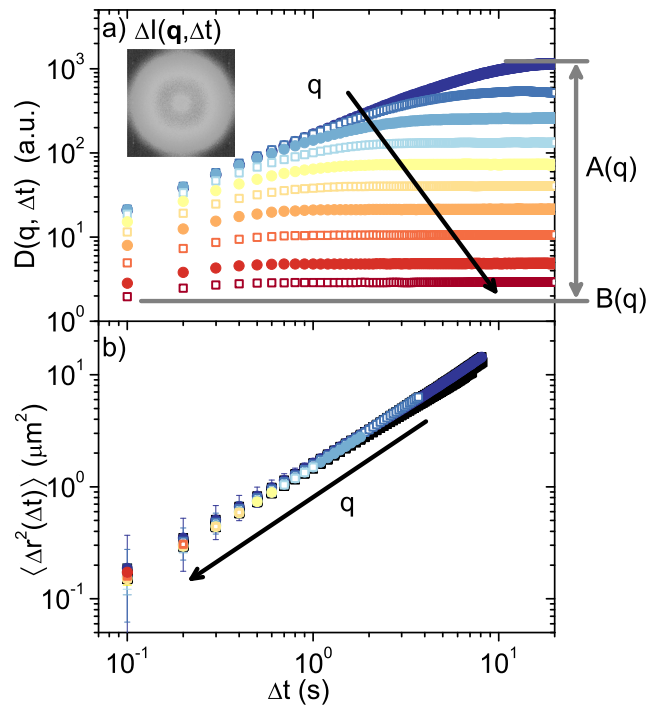 a) ΔI(q,Δt)
10³
10²
10¹
10⁰
D(q, Δt) (a.u.)
q
A(q)
B(q)
b)
10¹
10⁰
10⁻¹
⟨Δr²(Δt)⟩ (μm²)
q
10⁻¹ 10⁰ 10¹
Δt (s)